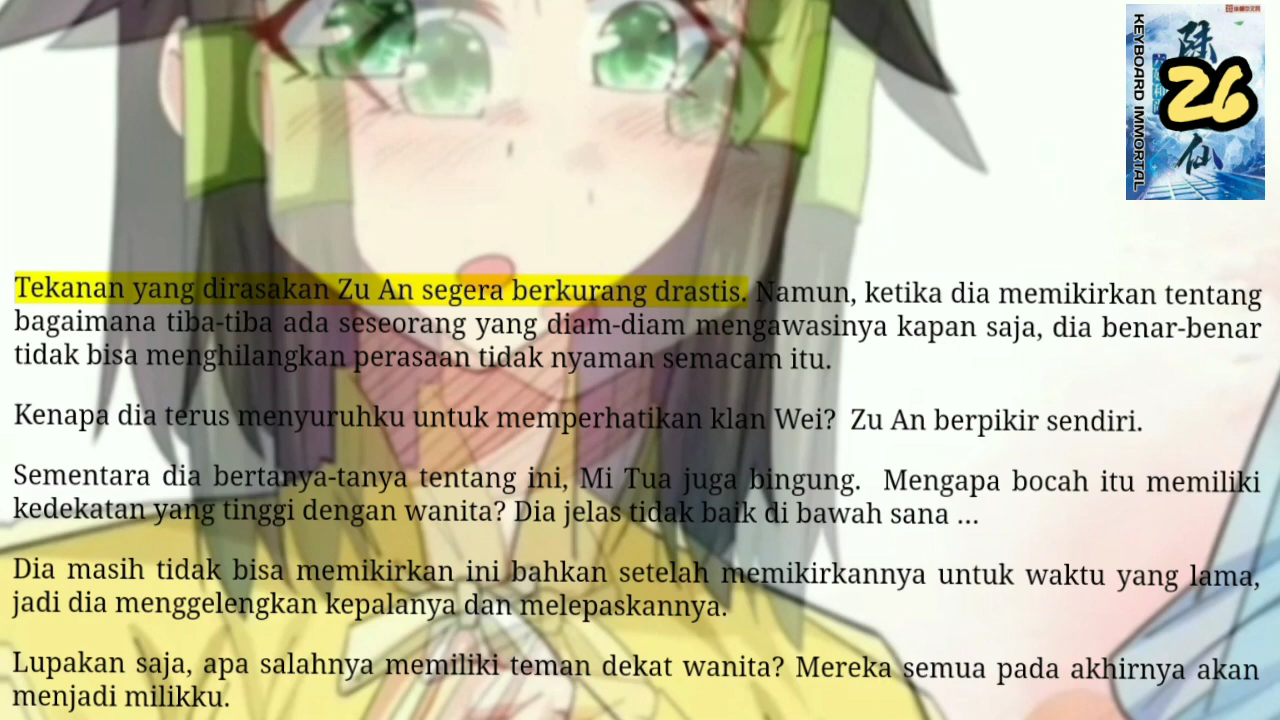 陆
仙
KEYBOARD IMMORTAL
26
Tekanan yang dirasakan Zu An segera berkurang drastis. Namun, ketika dia memikirkan tentang
bagaimana tiba-tiba ada seseorang yang diam-diam mengawasinya kapan saja, dia benar-benar
tidak bisa menghilangkan perasaan tidak nyaman semacam itu.
Kenapa dia terus menyuruhku untuk memperhatikan klan Wei?  Zu An berpikir sendiri.
Sementara dia bertanya-tanya tentang ini, Mi Tua juga bingung.  Mengapa bocah itu memiliki
kedekatan yang tinggi dengan wanita? Dia jelas tidak baik di bawah sana ...
Dia masih tidak bisa memikirkan ini bahkan setelah memikirkannya untuk waktu yang lama,
jadi dia menggelengkan kepalanya dan melepaskannya.
Lupakan saja, apa salahnya memiliki teman dekat wanita? Mereka semua pada akhirnya akan
menjadi milikku.